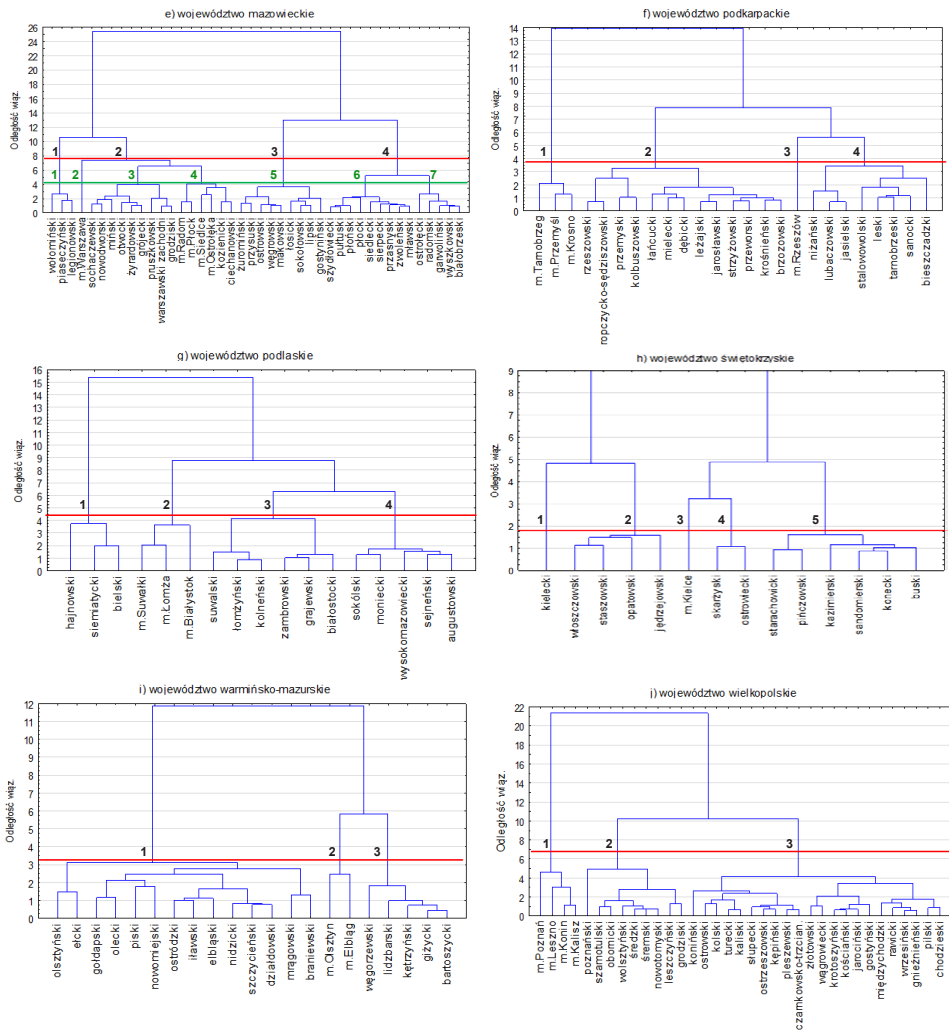 e) województwo mazowieckie
26
24
22
20
18
16
14
12
10
8
6
4
2
0
Odległość wiąz.
1
2
3
4
1
2
3
4
5
6
7
wołomiński
piaseczyński
legionowski
m.Warszawa
sochaczewski
nowodworski
miński
otwocki
żyrardowski
grójecki
pruszkowski
warszawski zachodni
grodziski
m.Radom
m.Płock
m.Siedlce
m.Ostrołęka
kozienicki
ciechanowski
żuromiński
przysuski
ostrowski
węgrowski
makowski
łosicki
sokołowski
lipski
gostyniński
szydłowiecki
pułtuski
płoński
płocki
siedlecki
sierpecki
przasnyski
zwoleński
mławski
ostrołęcki
radomski
garwoliński
wyszkowski
białobrzeski
f) województwo podkarpackie
14
13
12
11
10
9
8
7
6
5
4
3
2
1
0
Odległość wiąz.
1
2
3
4
m.Tarnobrzeg
m.Przemyśl
m.Krosno
rzeszowski
ropczycko-sędziszowski
przemyski
kolbuszowski
łańcucki
mielecki
dębicki
leżajski
jarosławski
strzyżowski
przeworski
krośnieński
brzozowski
m.Rzeszów
niżański
lubaczowski
jasielski
stalowowolski
leski
tarnobrzeski
sanocki
bieszczadzki
g) województwo podlaskie
16
15
14
13
12
11
10
9
8
7
6
5
4
3
2
1
0
Odległość wiąz.
1
2
3
4
hajnowski
siemiatycki
bielski
m.Suwałki
m.Łomża
m.Białystok
suwalski
łomżyński
kolneński
zambrowski
grajewski
białostocki
sokólski
moniecki
wysokomazowiecki
sejneński
augustowski
h) województwo świętokrzyskie
9
8
7
6
5
4
3
2
1
0
Odległość wiąz.
1
2
3
4
5
kielecki
włoszczowski
staszowski
opatowski
jędrzejowski
m.Kielce
skarżyski
ostrowiecki
starachowicki
pińczowski
kazimierski
sandomierski
konecki
buski
i) województwo warmińsko-mazurskie
12
11
10
9
8
7
6
5
4
3
2
1
0
Odległość wiąz.
1
2
3
olsztyński
ełcki
gołdapski
olecki
piski
nowomiejski
ostródzki
iławski
elbląski
nidzicki
szczycieński
działdowski
mrągowski
braniewski
m.Olsztyn
m.Elbląg
węgorzewski
lidzbarski
kętrzyński
giżycki
bartoszycki
j) województwo wielkopolskie
22
20
18
16
14
12
10
8
6
4
2
0
Odległość wiąz.
1
2
3
m.Poznań
m.Leszno
m.Konin
m.Kalisz
poznański
szamotulski
obornicki
wolsztyński
średzki
śremski
nowotomyski
leszczyński
grodziski
koniński
ostrowski
kolski
turecki
kaliski
słupecki
ostrzeszowski
kępiński
pleszewski
czarnkowsko-trzcian.
złotowski
wągrowiecki
krotoszyński
kościański
jarociński
gostyński
międzychodzki
rawicki
wrzesiński
gnieźnieński
pilski
chodzieski